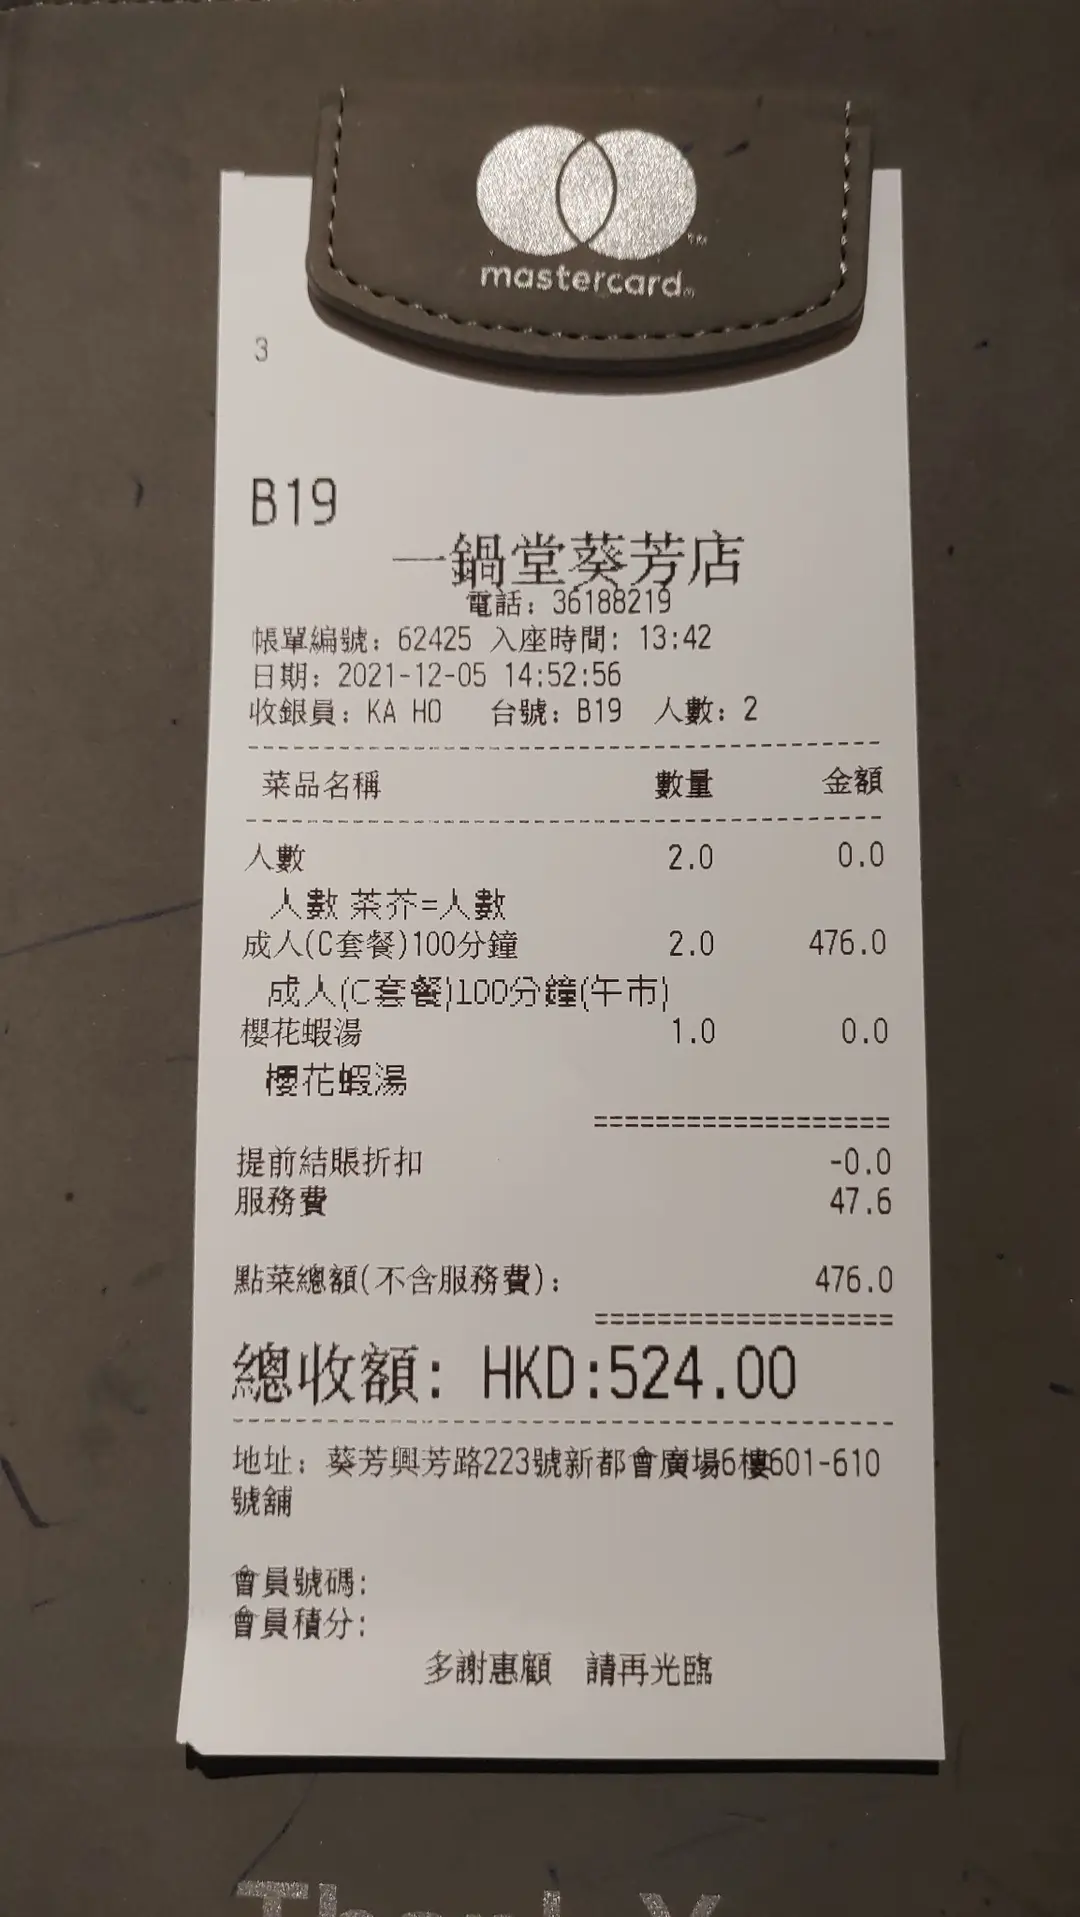 mastercard
3
B19
一鍋堂葵芳店
電話: 36188219
帳單編號: 62425 入座時間: 13:42
日期: 2021-12-05 14:52:56
收銀員: KA HO 台號: B19 人數: 2
菜品名稱 數量 金額
人數 2.0 0.0
人數 茶芥=人數
成人(C套餐)100分鐘 2.0 476.0
成人(C套餐)100分鐘(午市)
櫻花蝦湯 1.0 0.0
櫻花蝦湯
===================
提前結賬折扣 -0.0
服務費 47.6
點菜總額(不含服務費): 476.0
===================
總收額: HKD:524.00
地址: 葵芳興芳路223號新都會廣場6樓601-610
號舖
會員號碼:
會員積分:
多謝惠顧 請再光臨